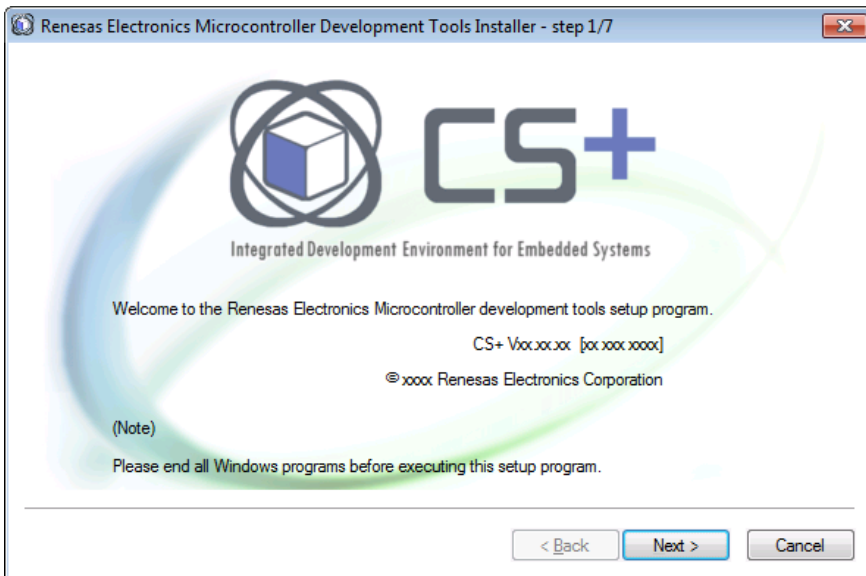 Renesas Electronics Microcontroller Development Tools Installer - step 1/7
CS+
Integrated Development Environment for Embedded Systems
Welcome to the Renesas Electronics Microcontroller development tools setup program.
CS+ Vxx.xx.xx [xx xxx xxxx]
© xxxx Renesas Electronics Corporation
(Note)
Please end all Windows programs before executing this setup program.
< Back Next > Cancel